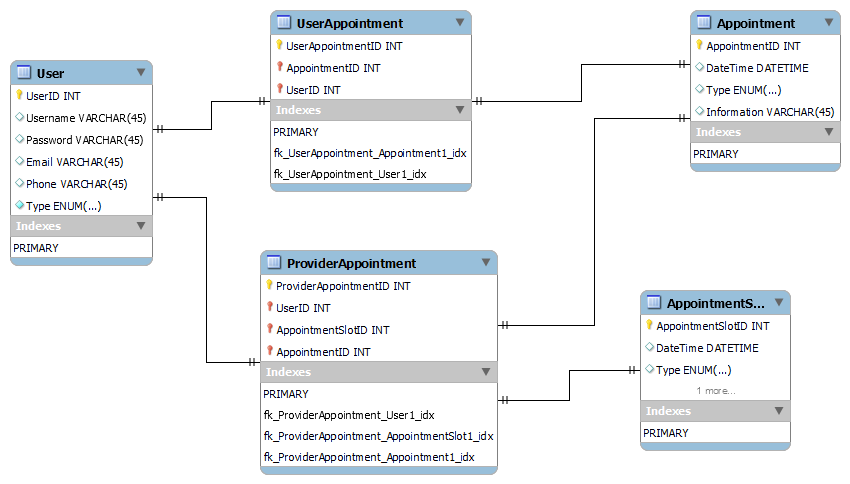 User
UserID INT
Username VARCHAR(45)
Password VARCHAR(45)
Email VARCHAR(45)
Phone VARCHAR(45)
Type ENUM(...)
Indexes
PRIMARY
UserAppointment
UserAppointmentID INT
AppointmentID INT
UserID INT
Indexes
PRIMARY
fk_UserAppointment_Appointment1_idx
fk_UserAppointment_User1_idx
Appointment
AppointmentID INT
DateTime DATETIME
Type ENUM(...)
Information VARCHAR(45)
Indexes
PRIMARY
ProviderAppointment
ProviderAppointmentID INT
UserID INT
AppointmentSlotID INT
AppointmentID INT
Indexes
PRIMARY
fk_ProviderAppointment_User1_idx
fk_ProviderAppointment_AppointmentSlot1_idx
fk_ProviderAppointment_Appointment1_idx
AppointmentS...
AppointmentSlotID INT
DateTime DATETIME
Type ENUM(...)
1 more...
Indexes
PRIMARY